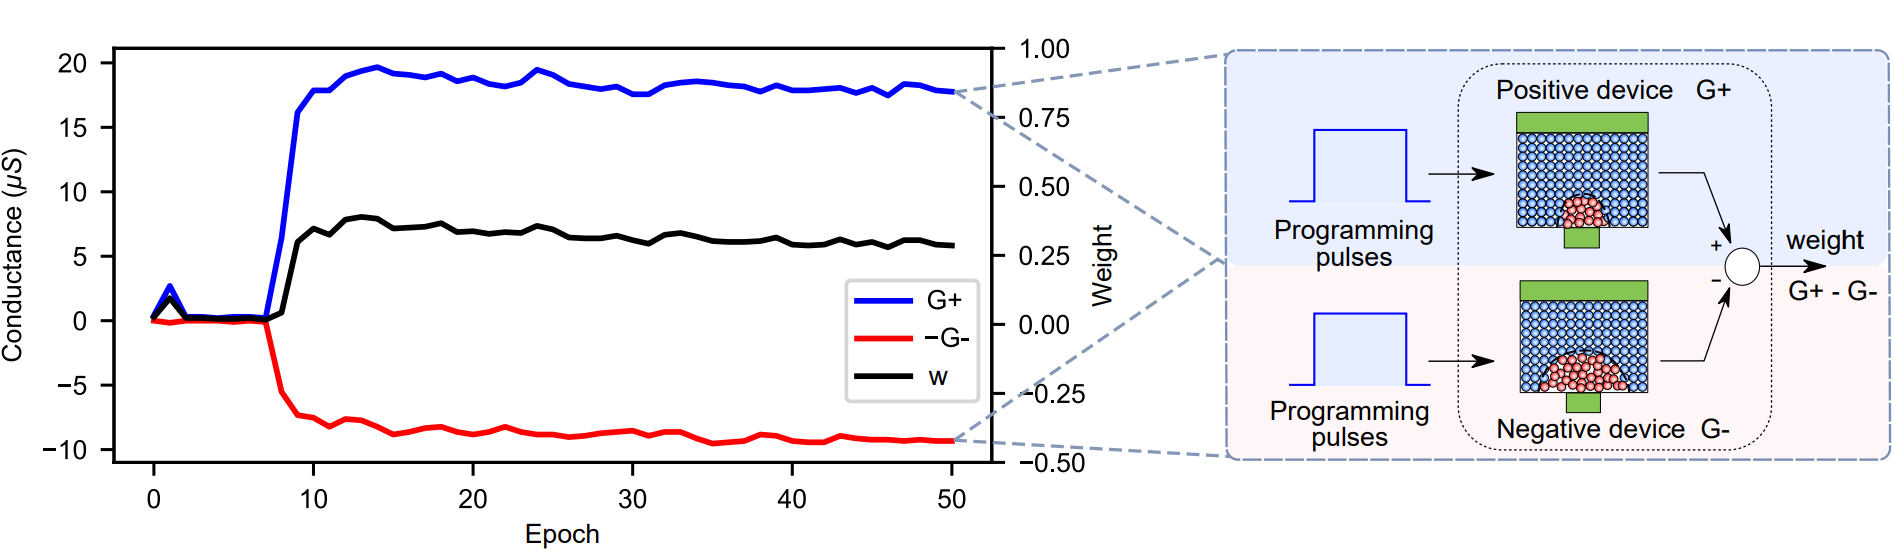 20
15
10
5
0
−5
−10
Conductance (μS)
0
10
20
30
40
50
Epoch
1.00
0.75
0.50
0.25
0.00
−0.25
−0.50
Weight
G+
−G-
w
Positive device G+
Programming
pulses
+
−
weight
G+ - G-
Programming
pulses
Negative device G-